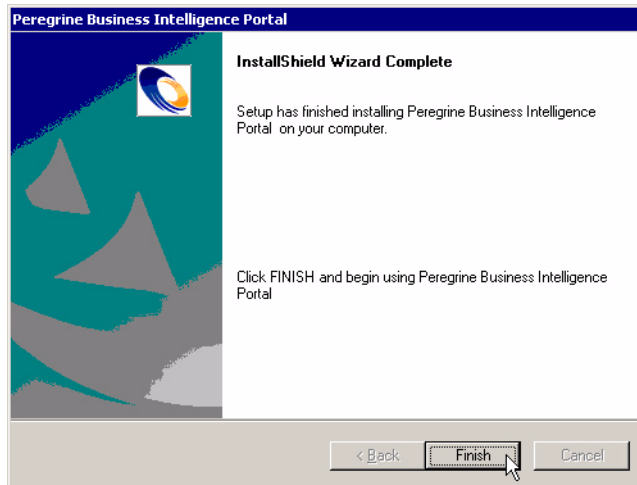 Peregrine Business Intelligence Portal
InstallShield Wizard Complete
Setup has finished installing Peregrine Business Intelligence
Portal on your computer.
Click FINISH and begin using Peregrine Business Intelligence
Portal
< Back
Finish
Cancel